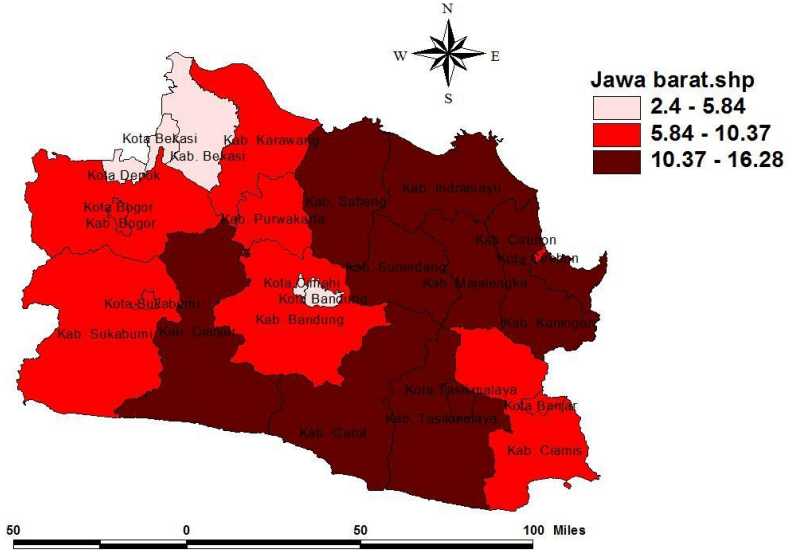 N
W E
S
Jawa barat.shp
2.4 - 5.84
5.84 - 10.37
10.37 - 16.28
Kota Bekasi
Kab. Karawang
Kab. Bekasi
Kota Depok
Kab. Indramayu
Kab. Subang
Kota Bogor
Kab. Bogor
Kab. Purwakarta
Kab. Cirebon
Kota Cirebon
Kab. Sumedang
Kab. Majalengka
Kota Cimahi
Kota Bandung
Kota Sukabumi
Kab. Bandung
Kab. Kuningan
Kab. Sukabumi
Kab. Cianjur
Kota Tasikmalaya
Kota Banjar
Kab. Tasikmalaya
Kab. Garut
Kab. Ciamis
50 0 50 100 Miles